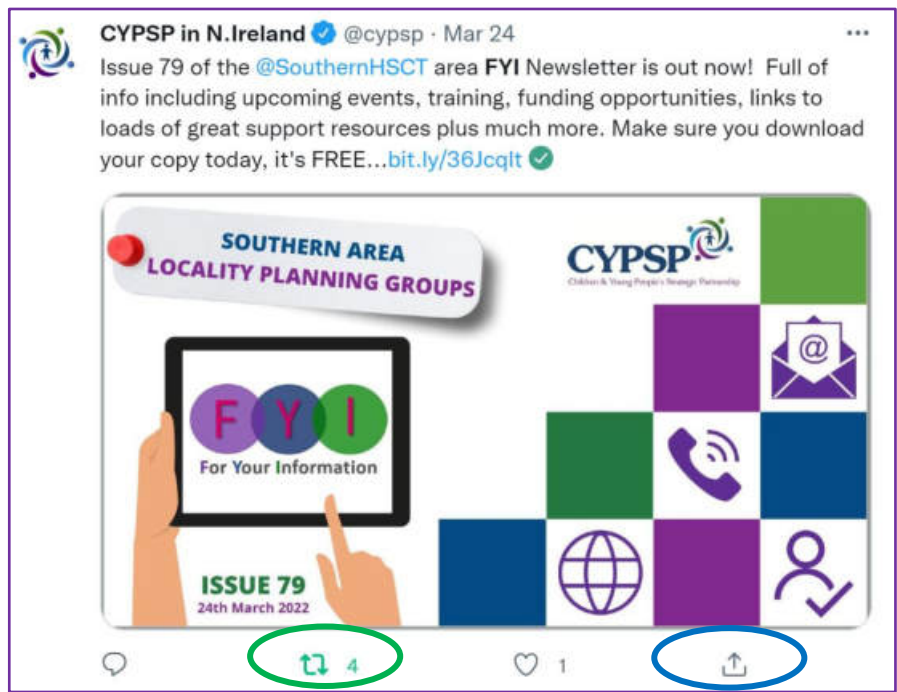 CYPSP in N.Ireland @cypsp · Mar 24
Issue 79 of the @SouthernHSCT area FYI Newsletter is out now! Full of
info including upcoming events, training, funding opportunities, links to
loads of great support resources plus much more. Make sure you download
your copy today, it's FREE...bit.ly/36Jcqlt
SOUTHERN AREA
LOCALITY PLANNING GROUPS
CYPSP
Children & Young People's Strategic Partnership
@
F Y I
For Your Information
ISSUE 79
24th March 2022
4
1